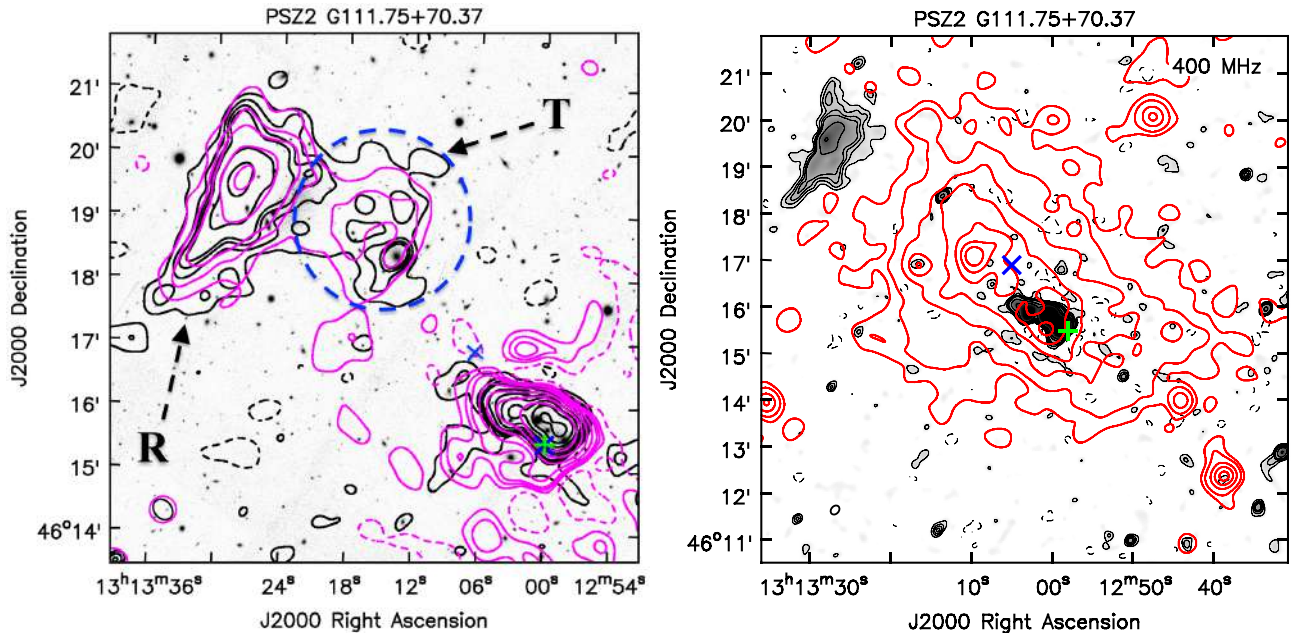 PSZ2 G111.75+70.37
21'
20'
19'
18'
17'
16'
15'
46°14'
T
R
13ʰ13ᵐ36ˢ
24ˢ
18ˢ
12ˢ
06ˢ
00ˢ
12ᵐ54ˢ
J2000 Declination
J2000 Right Ascension
PSZ2 G111.75+70.37
400 MHz
21'
20'
19'
18'
17'
16'
15'
14'
13'
12'
46°11'
13ʰ13ᵐ30ˢ
10ˢ
00ˢ
12ᵐ50ˢ
40ˢ
J2000 Declination
J2000 Right Ascension